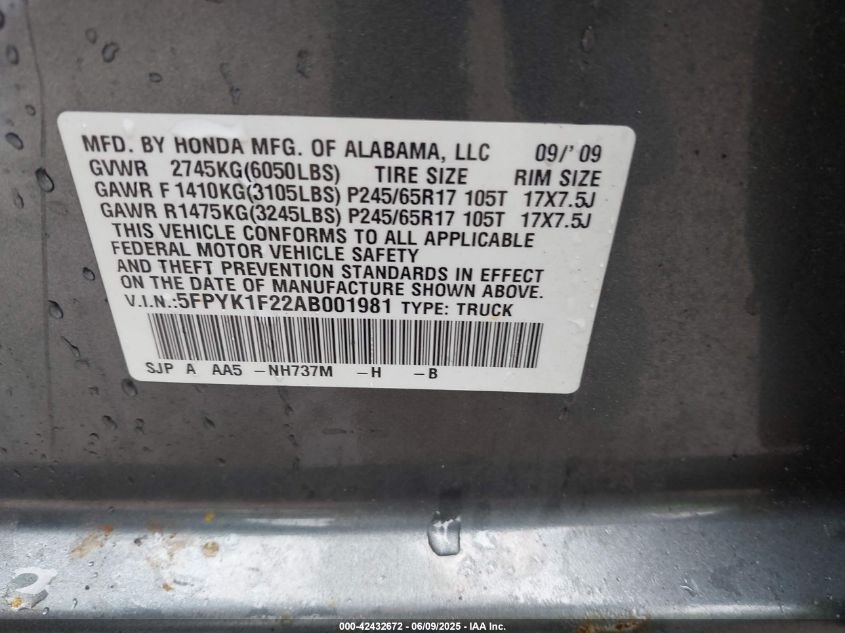 MFD. BY HONDA MFG. OF ALABAMA, LLC 09/'09
GVWR 2745KG(6050LBS) TIRE SIZE RIM SIZE
GAWR F 1410KG(3105LBS) P245/65R17 105T 17X7.5J
GAWR R1475KG(3245LBS) P245/65R17 105T 17X7.5J
THIS VEHICLE CONFORMS TO ALL APPLICABLE
FEDERAL MOTOR VEHICLE SAFETY
AND THEFT PREVENTION STANDARDS IN EFFECT
ON THE DATE OF MANUFACTURE SHOWN ABOVE.
V.I.N.:5FPYK1F22AB001981 TYPE: TRUCK
SJP A AA5 -NH737M -H -B
000-42432672 - 06/09/2025 - IAA Inc.